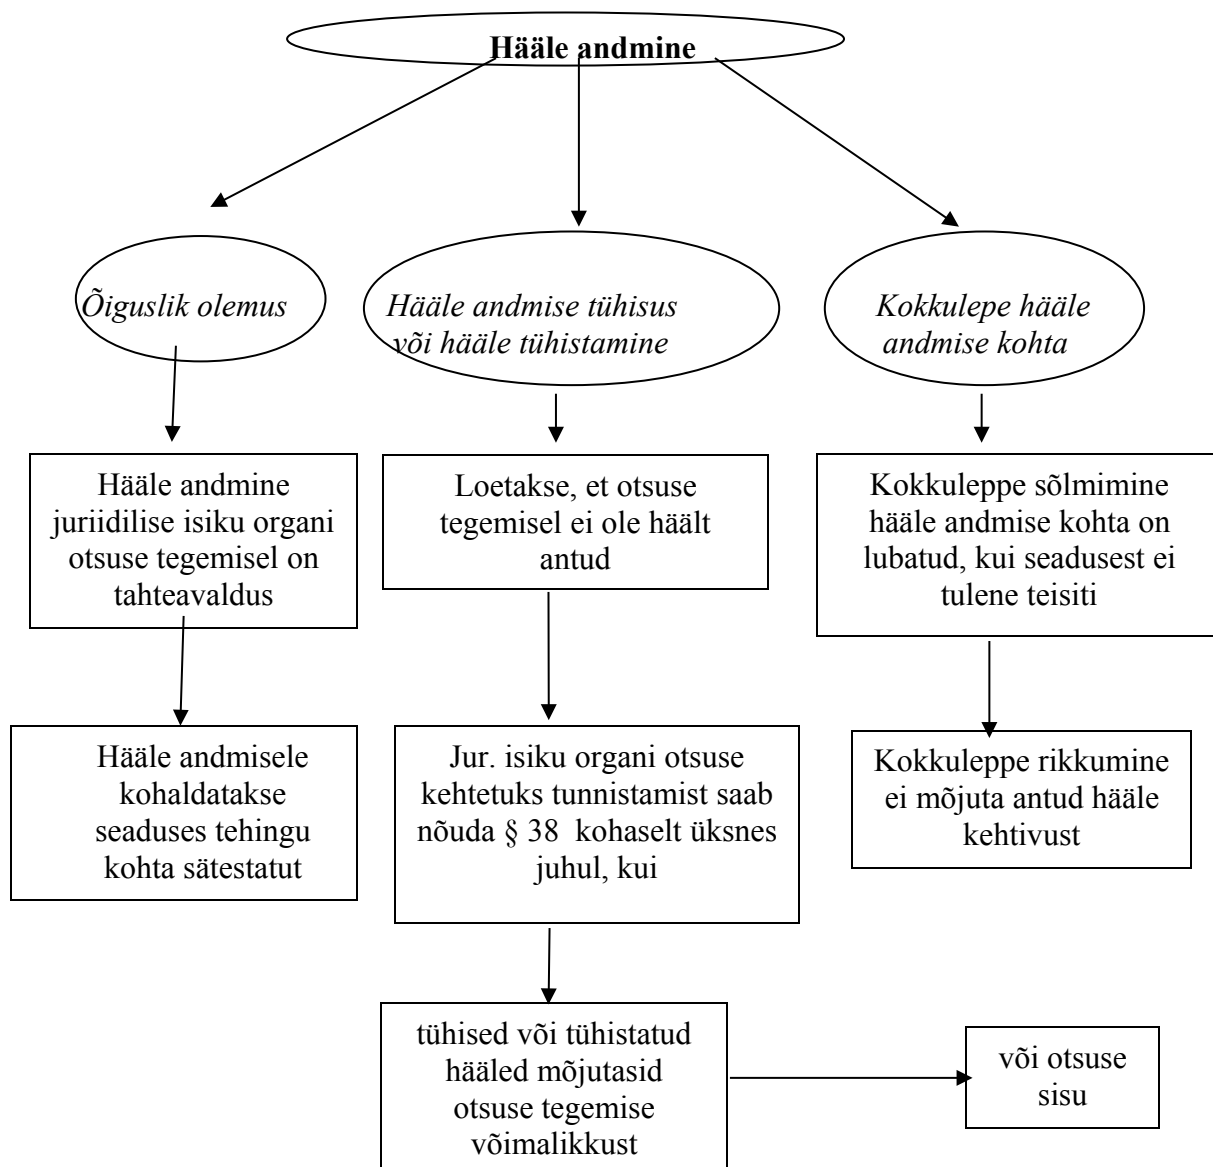 Hääle andmine
Õiguslik olemus
Hääle andmise tühisus
või hääle tühistamine
Kokkulepe hääle
andmise kohta
Hääle andmine
juriidilise isiku organi
otsuse tegemisel on
tahteavaldus
Loetakse, et otsuse
tegemisel ei ole häält
antud
Kokkuleppe sõlmimine
hääle andmise kohta on
lubatud, kui seadusest ei
tulene teisiti
Hääle andmisele
kohaldatakse
seaduses tehingu
kohta sätestatut
Jur. isiku organi otsuse
kehtetuks tunnistamist saab
nõuda § 38 kohaselt üksnes
juhul, kui
Kokkuleppe rikkumine
ei mõjuta antud hääle
kehtivust
tühised või tühistatud
hääled mõjutasid
otsuse tegemise
võimalikkust
või otsuse
sisu